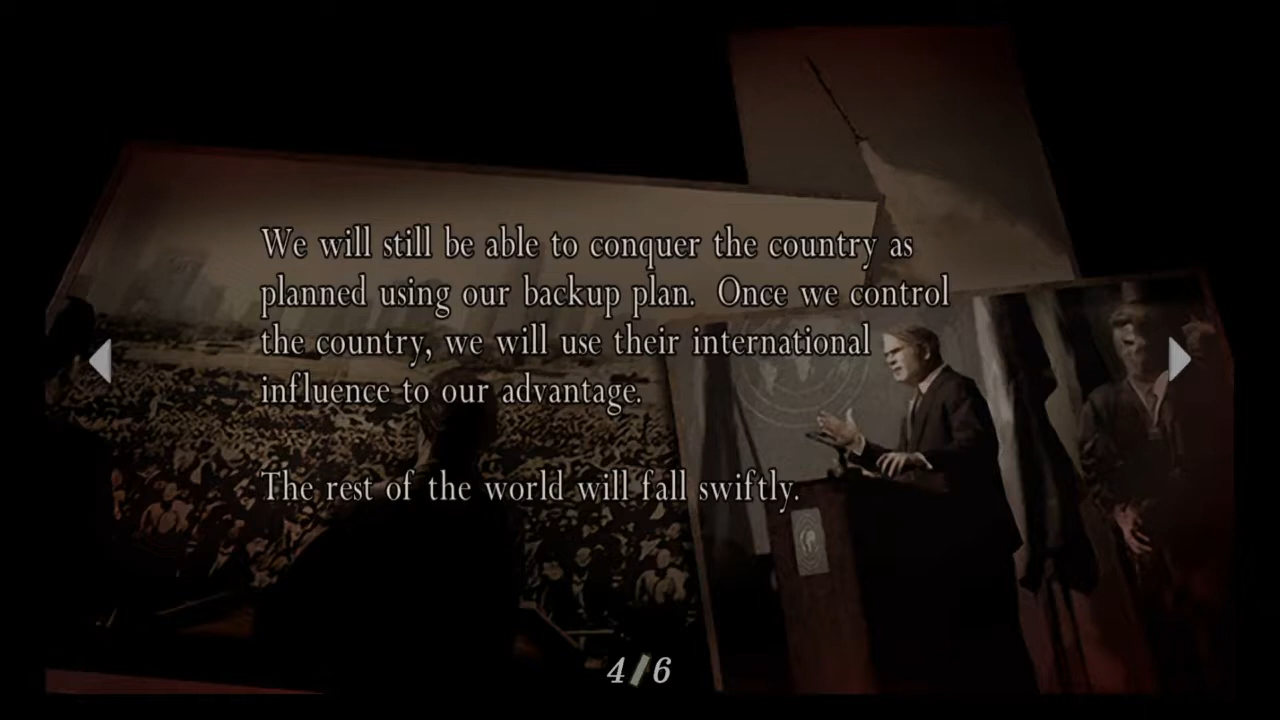 We will still be able to conquer the country as
planned using our backup plan.  Once we control
the country, we will use their international
influence to our advantage.
The rest of the world will fall swiftly.
4/6